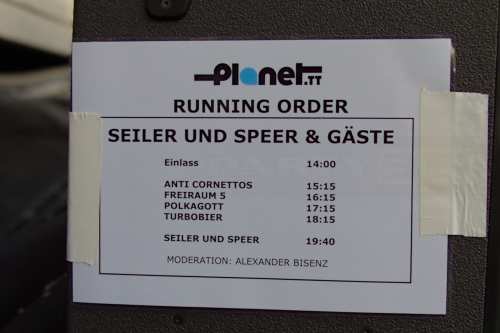 Planet.TT
RUNNING ORDER
SEILER UND SPEER & GÄSTE
Einlass 14:00
ANTI CORNETTOS 15:15
FREIRAUM 5 16:15
POLKAGOTT 17:15
TURBOBIER 18:15
SEILER UND SPEER 19:40
MODERATION: ALEXANDER BISENZ